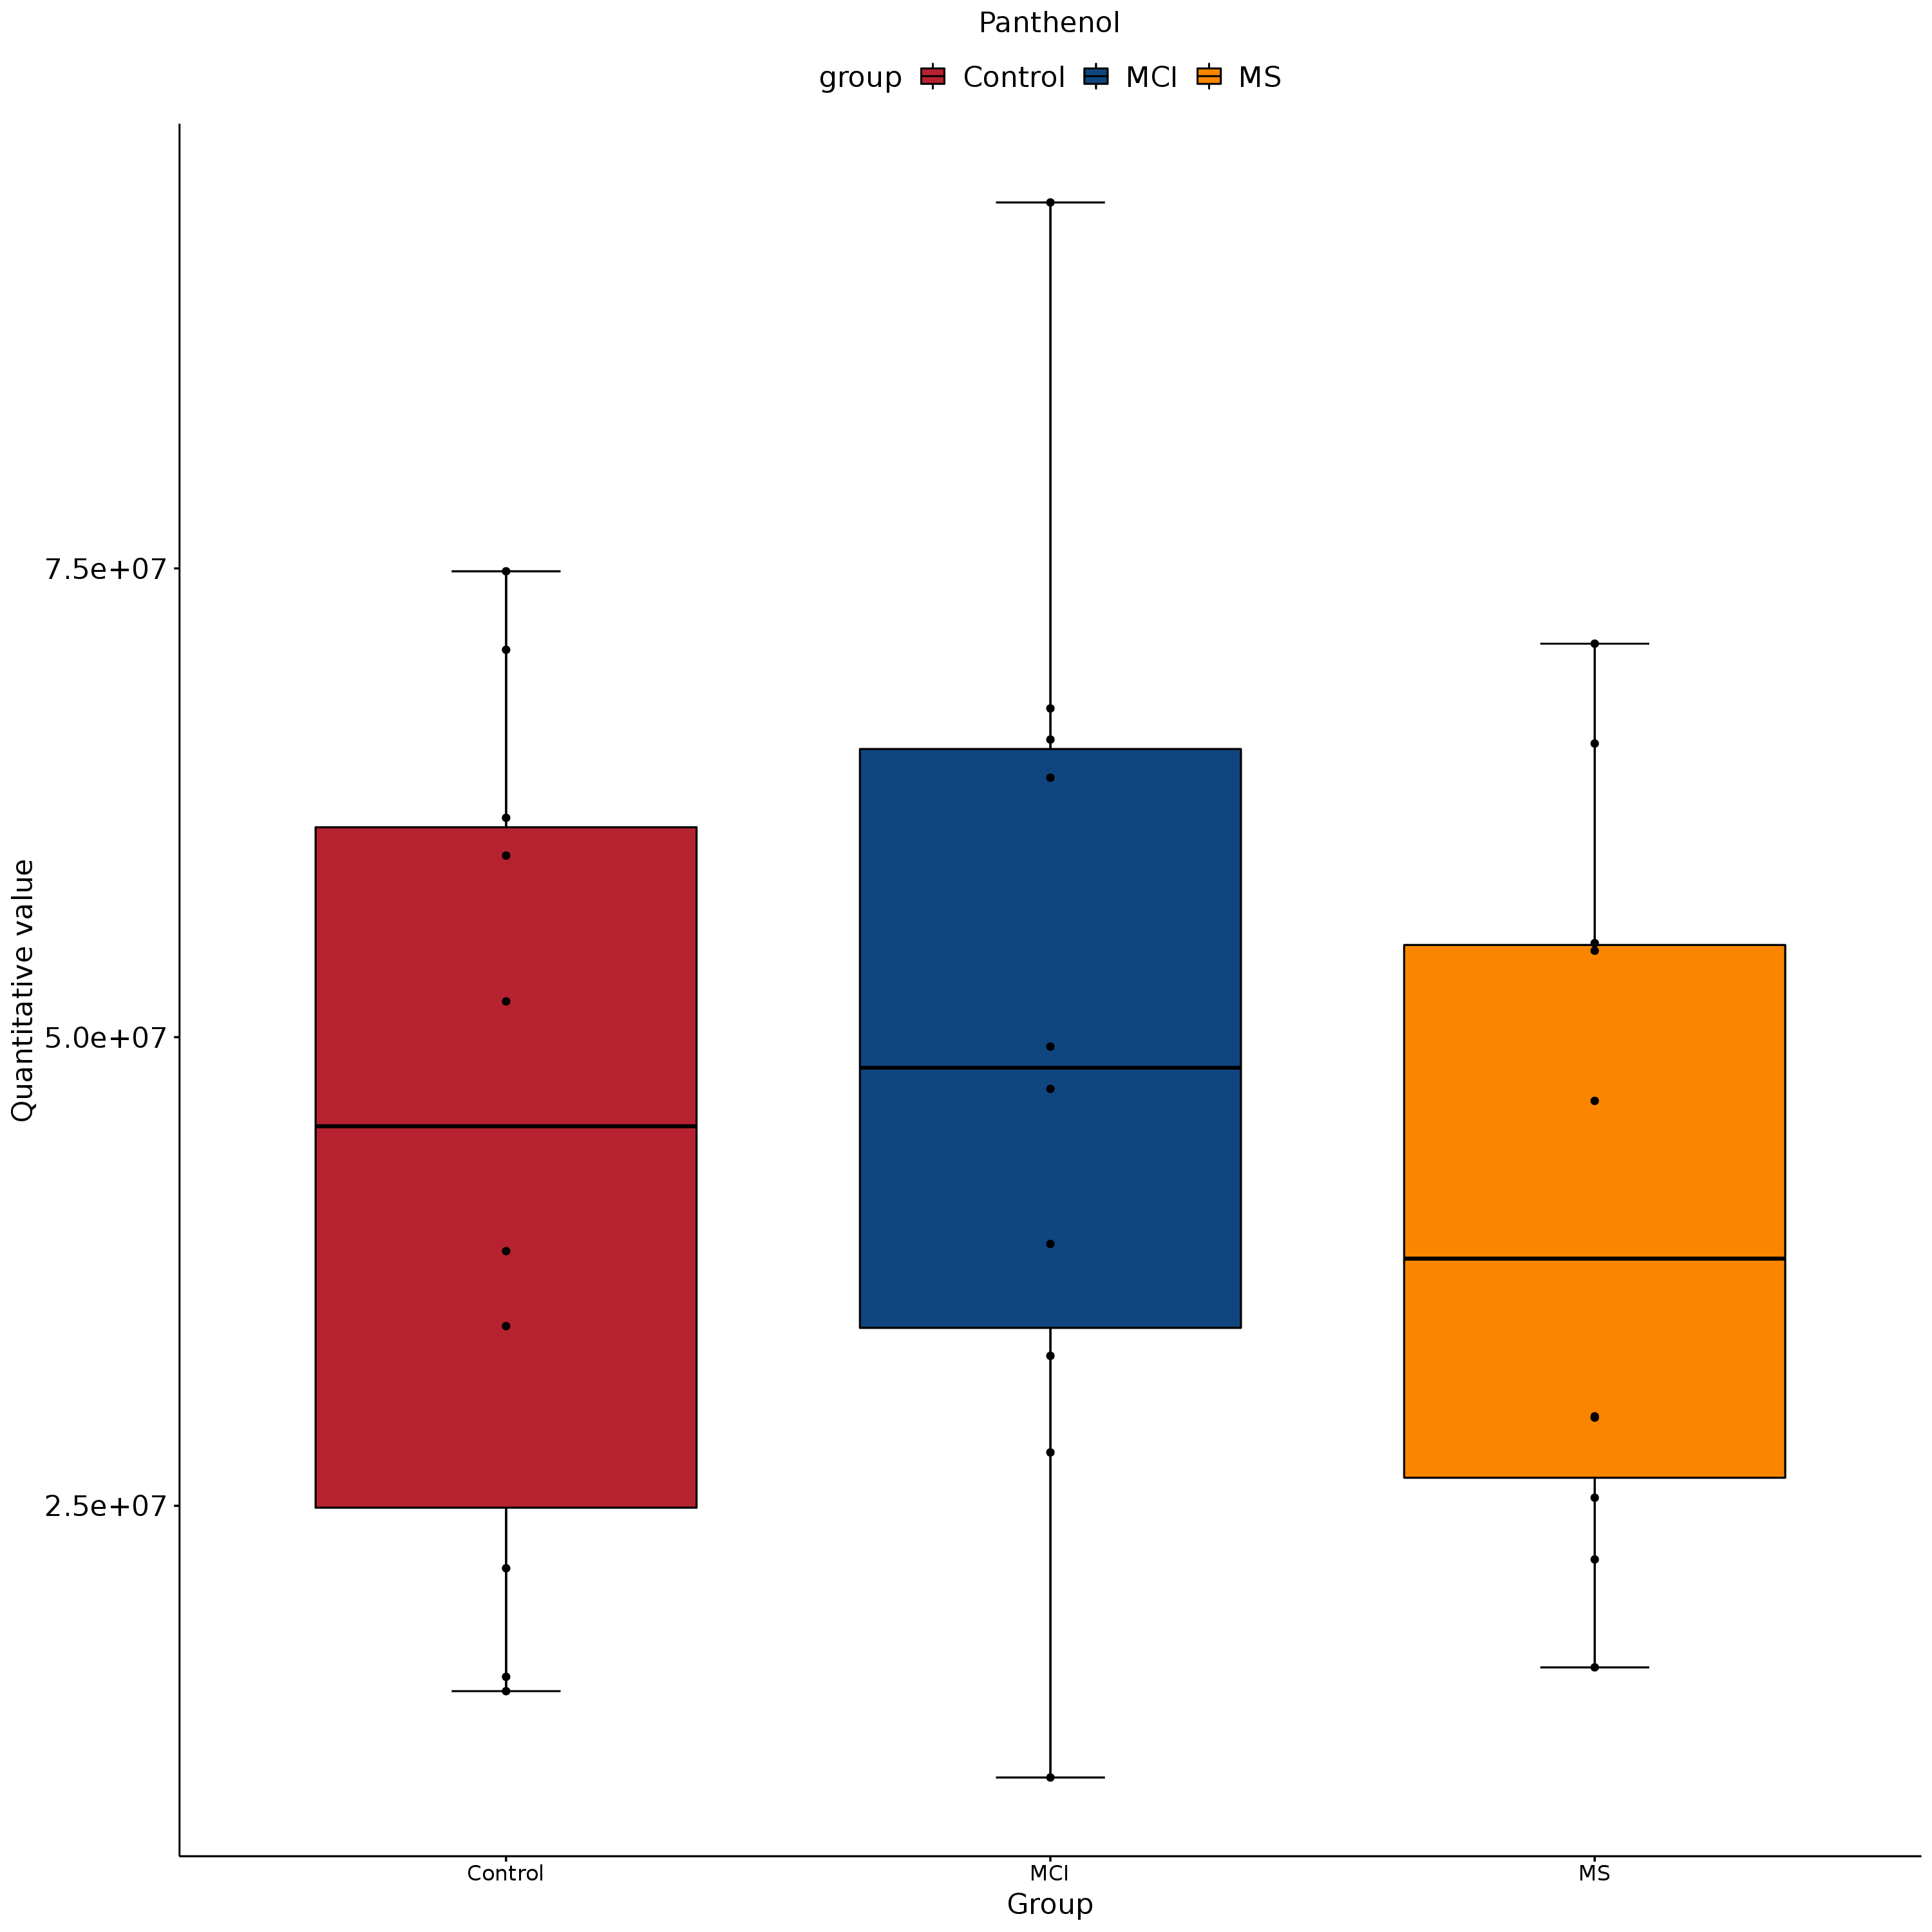 Panthenol
group Control MCI MS
Quantitative value
7.5e+07
5.0e+07
2.5e+07
Control MCI MS
Group